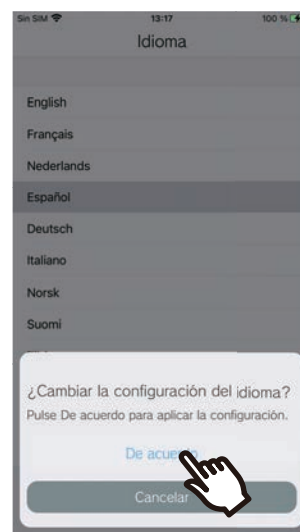 Sin SIM 13:17 100 %
Idioma
English
Français
Nederlands
Español
Deutsch
Italiano
Norsk
Suomi
¿Cambiar la configuración del idioma?
Pulse De acuerdo para aplicar la configuración.
De acuerdo
Cancelar